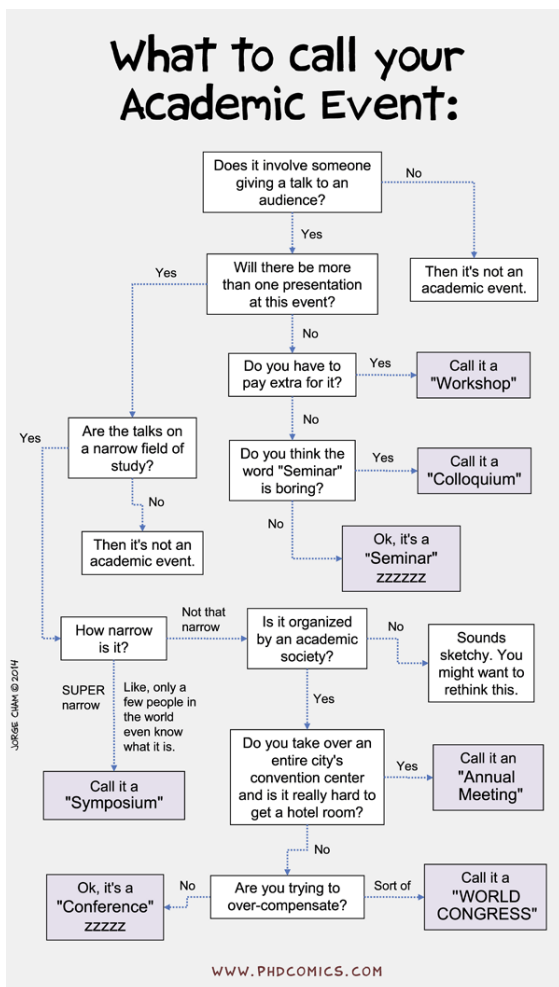 What to call your
Academic Event:
Does it involve someone
giving a talk to an
audience?
No
Yes
Then it's not an
academic event.
Will there be more
than one presentation
at this event?
Yes
No
Do you have to
pay extra for it?
Yes
Call it a
"Workshop"
No
Are the talks on
a narrow field of
study?
Yes
No
Then it's not an
academic event.
Do you think the
word "Seminar"
is boring?
Yes
Call it a
"Colloquium"
No
Ok, it's a
"Seminar"
zzzzzz
How narrow
is it?
Not that
narrow
SUPER
narrow
Like, only a
few people in
the world
even know
what it is.
Call it a
"Symposium"
Is it organized
by an academic
society?
No
Sounds
sketchy. You
might want to
rethink this.
Yes
Do you take over an
entire city's
convention center
and is it really hard to
get a hotel room?
Yes
Call it an
"Annual
Meeting"
No
Are you trying to
over-compensate?
No
Ok, it's a
"Conference"
zzzzz
Sort of
Call it a
"WORLD
CONGRESS"
JORGE CHAM © 2014
WWW.PHDCOMICS.COM